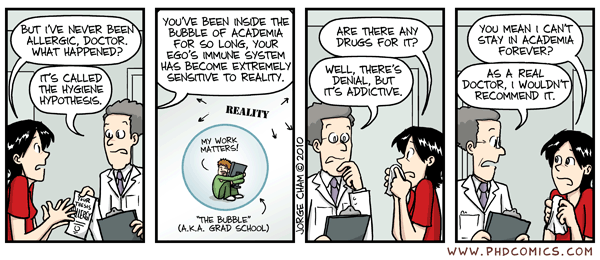 BUT I'VE NEVER BEEN
ALLERGIC, DOCTOR.
WHAT HAPPENED?
IT'S CALLED
THE HYGIENE
HYPOTHESIS.
YOUR
THESIS
ALLERGY
YOU'VE BEEN INSIDE THE
BUBBLE OF ACADEMIA
FOR SO LONG, YOUR
EGO'S IMMUNE SYSTEM
HAS BECOME EXTREMELY
SENSITIVE TO REALITY.
REALITY
MY WORK
MATTERS!
"THE BUBBLE"
(A.K.A. GRAD SCHOOL)
JORGE CHAM © 2010
ARE THERE ANY
DRUGS FOR IT?
WELL, THERE'S
DENIAL, BUT
IT'S ADDICTIVE.
YOU MEAN I CAN'T
STAY IN ACADEMIA
FOREVER?
AS A REAL
DOCTOR, I WOULDN'T
RECOMMEND IT.
WWW.PHDCOMICS.COM